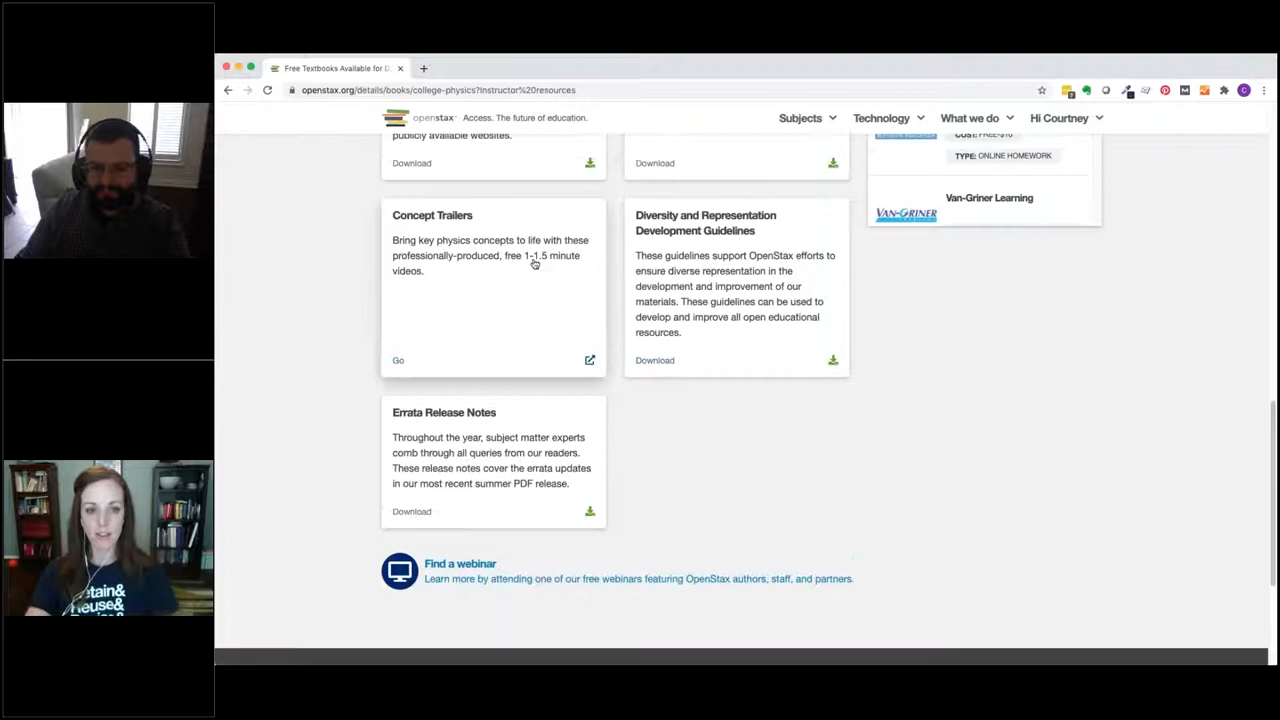 Free Textbooks Available for D
openstax.org/details/books/college-physics?Instructor%20resources
openstax Access. The future of education.
Subjects
Technology
What we do
Hi Courtney
publicly available websites.
Download
Download
COST: FREE-$10
TYPE: ONLINE HOMEWORK
Van-Griner Learning
VAN-GRINER
Concept Trailers
Bring key physics concepts to life with these
professionally-produced, free 1-1.5 minute
videos.
Go
Diversity and Representation
Development Guidelines
These guidelines support OpenStax efforts to
ensure diverse representation in the
development and improvement of our
materials. These guidelines can be used to
develop and improve all open educational
resources.
Download
Errata Release Notes
Throughout the year, subject matter experts
comb through all queries from our readers.
These release notes cover the errata updates
in our most recent summer PDF release.
Download
Find a webinar
Learn more by attending one of our free webinars featuring OpenStax authors, staff, and partners.
etain&
euse&